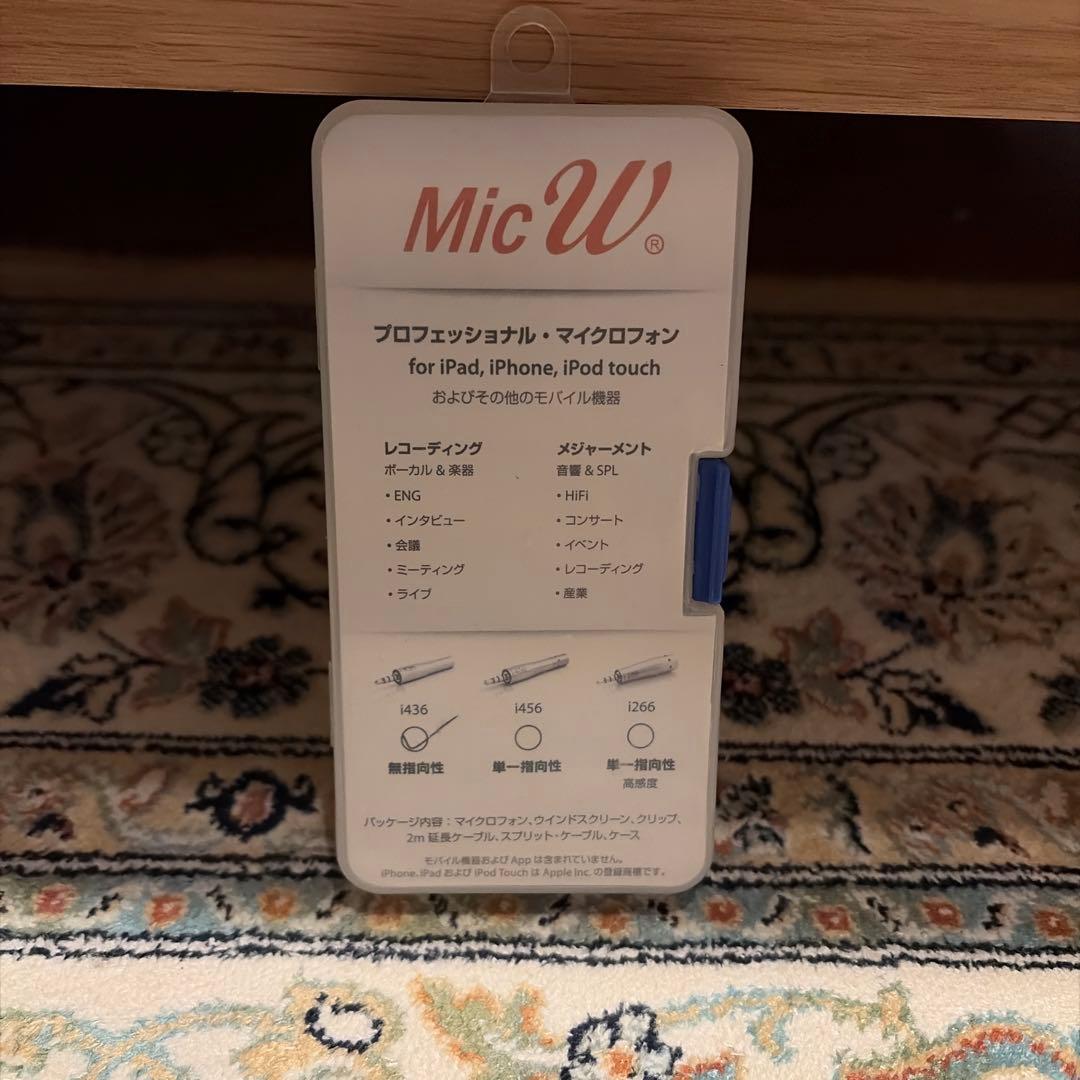 Mic W®
プロフェッショナル・マイクロフォン
for iPad, iPhone, iPod touch
およびその他のモバイル機器
レコーディング
ボーカル & 楽器
・ENG
・インタビュー
・会議
・ミーティング
・ライブ
メジャーメント
音響 & SPL
・HiFi
・コンサート
・イベント
・レコーディング
・産業
i436
無指向性
i456
単一指向性
i266
単一指向性
高感度
パッケージ内容：マイクロフォン、ウインドスクリーン、クリップ、
2m 延長ケーブル、スプリット・ケーブル、ケース
モバイル機器および App は含まれていません。
iPhone、iPad および iPod Touch は Apple Inc. の登録商標です。